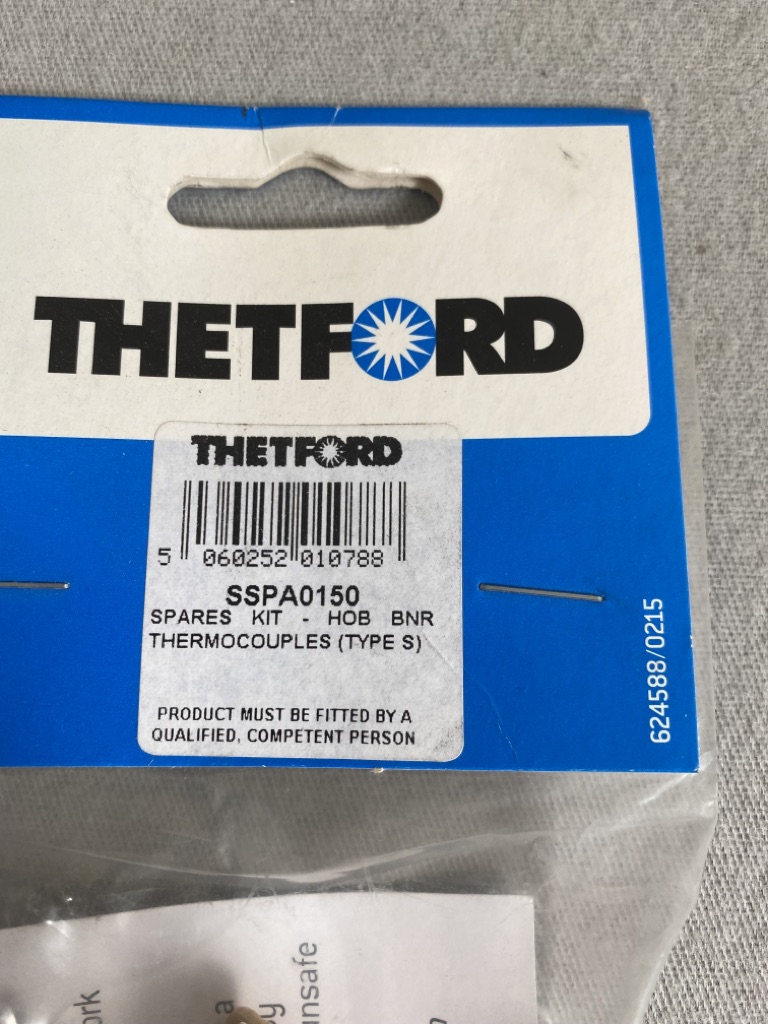 THETFORD
THETFORD
5 060252 010788
SSPA0150
SPARES KIT - HOB BNR
THERMOCOUPLES (TYPE S)
PRODUCT MUST BE FITTED BY A
QUALIFIED, COMPETENT PERSON
624588/0215
a
unsafe